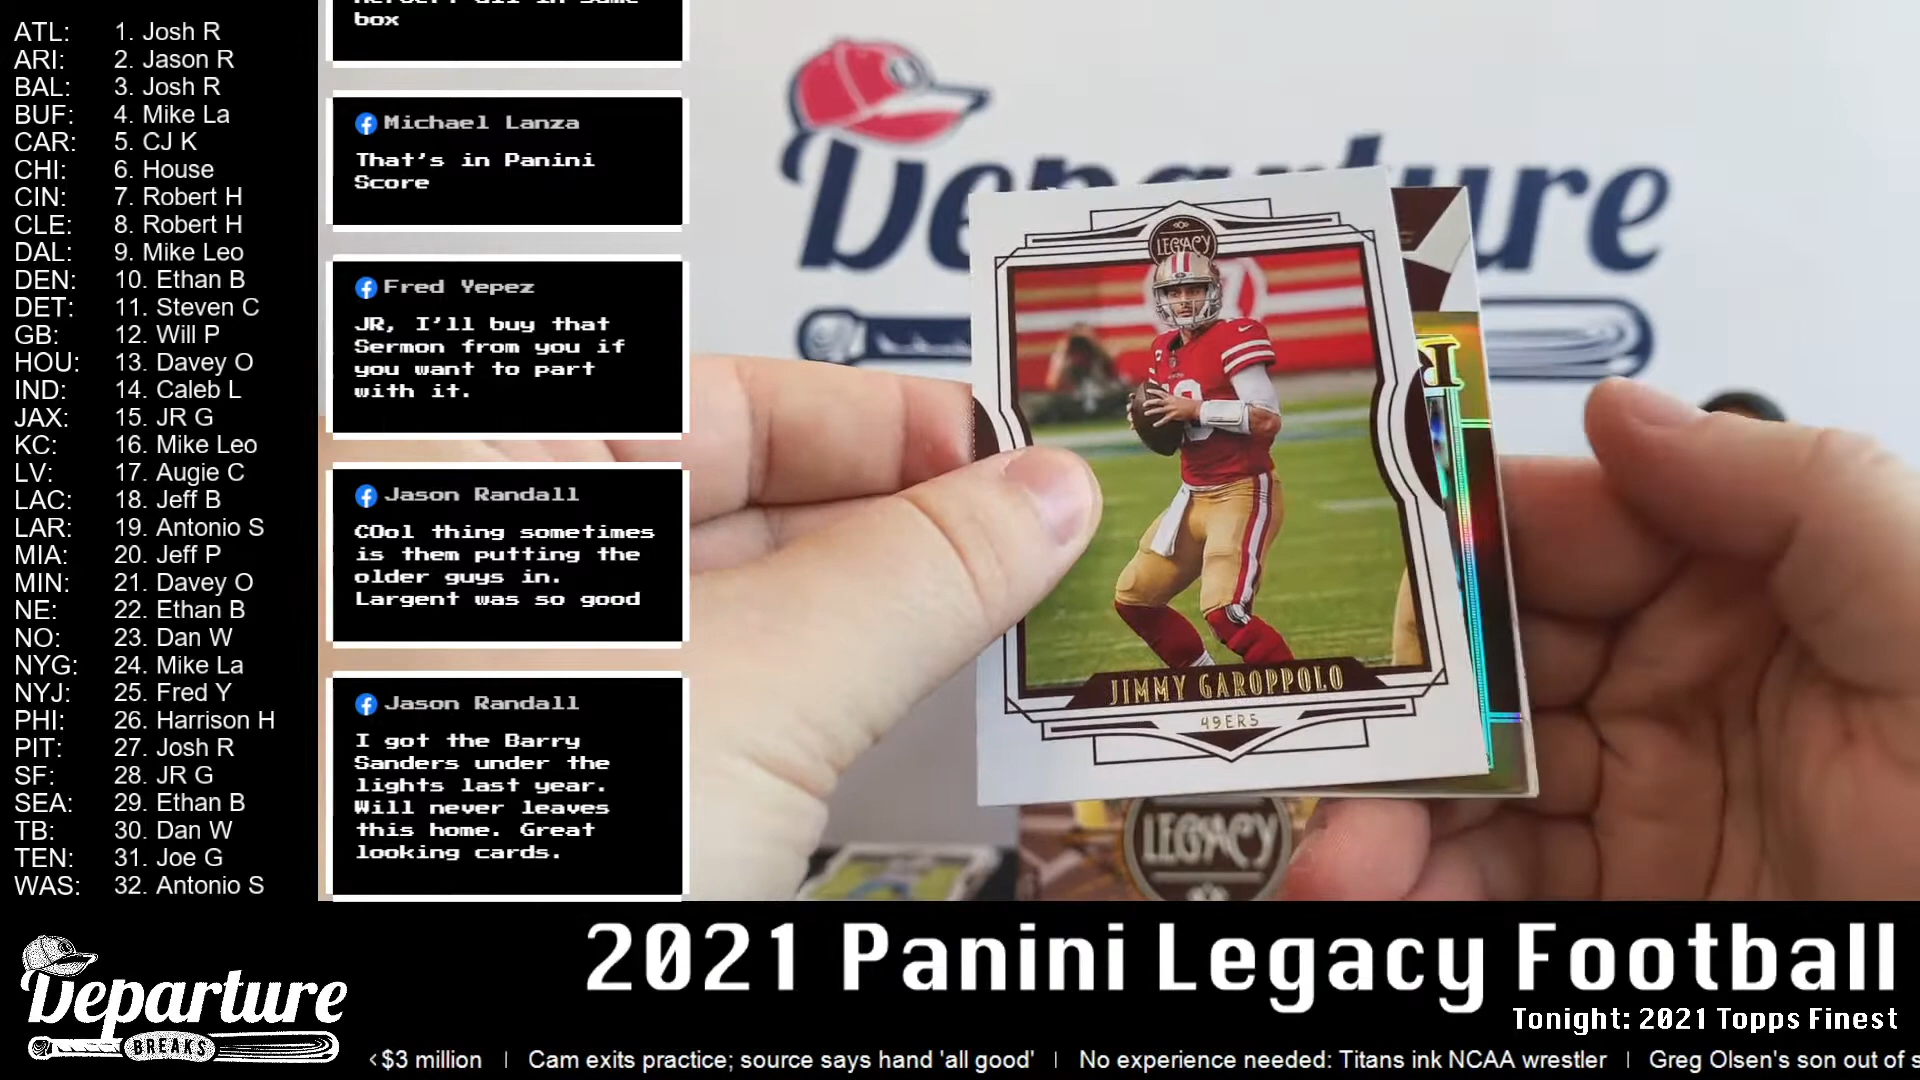 ATL: 1. Josh R
ARI: 2. Jason R
BAL: 3. Josh R
BUF: 4. Mike La
CAR: 5. CJ K
CHI: 6. House
CIN: 7. Robert H
CLE: 8. Robert H
DAL: 9. Mike Leo
DEN: 10. Ethan B
DET: 11. Steven C
GB: 12. Will P
HOU: 13. Davey O
IND: 14. Caleb L
JAX: 15. JR G
KC: 16. Mike Leo
LV: 17. Augie C
LAC: 18. Jeff B
LAR: 19. Antonio S
MIA: 20. Jeff P
MIN: 21. Davey O
NE: 22. Ethan B
NO: 23. Dan W
NYG: 24. Mike La
NYJ: 25. Fred Y
PHI: 26. Harrison H
PIT: 27. Josh R
SF: 28. JR G
SEA: 29. Ethan B
TB: 30. Dan W
TEN: 31. Joe G
WAS: 32. Antonio S
box
Michael Lanza
That's in Panini
Score
Fred Yepez
JR, I'll buy that
Sermon from you if
you want to part
with it.
Jason Randall
COol thing sometimes
is them putting the
older guys in.
Largent was so good
Jason Randall
I got the Barry
Sanders under the
lights last year.
Will never leaves
this home. Great
looking cards.
Departure
LEGACY
JIMMY GAROPPOLO
49ERS
LEGACY
Departure
BREAKS
2021 Panini Legacy Football
Tonight: 2021 Topps Finest
<$3 million | Cam exits practice; source says hand 'all good' | No experience needed: Titans ink NCAA wrestler | Greg Olsen's son out of s